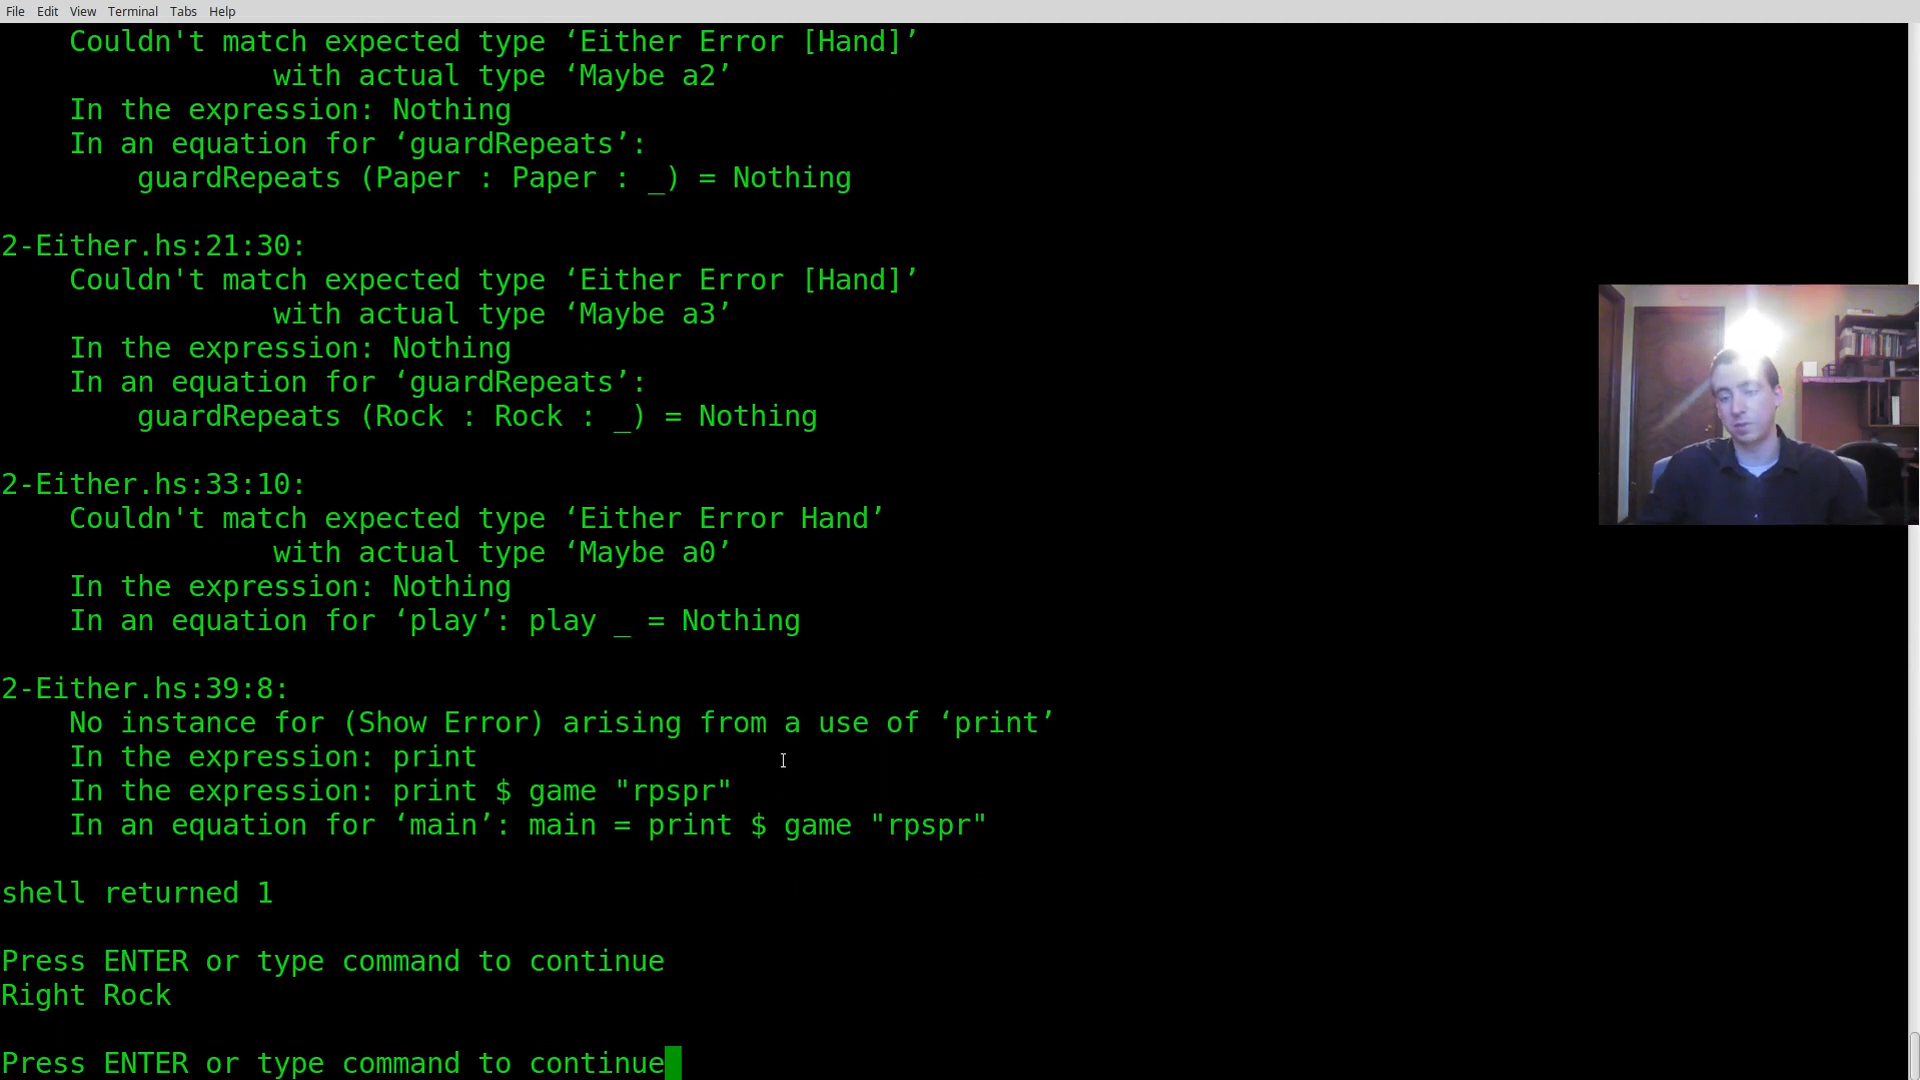 File Edit View Terminal Tabs Help
Couldn't match expected type ‘Either Error [Hand]’
with actual type ‘Maybe a2’
In the expression: Nothing
In an equation for ‘guardRepeats’:
guardRepeats (Paper : Paper : _) = Nothing
2-Either.hs:21:30:
Couldn't match expected type ‘Either Error [Hand]’
with actual type ‘Maybe a3’
In the expression: Nothing
In an equation for ‘guardRepeats’:
guardRepeats (Rock : Rock : _) = Nothing
2-Either.hs:33:10:
Couldn't match expected type ‘Either Error Hand’
with actual type ‘Maybe a0’
In the expression: Nothing
In an equation for ‘play’: play _ = Nothing
2-Either.hs:39:8:
No instance for (Show Error) arising from a use of ‘print’
In the expression: print
In the expression: print $ game "rpspr"
In an equation for ‘main’: main = print $ game "rpspr"
shell returned 1
Press ENTER or type command to continue
Right Rock
Press ENTER or type command to continue